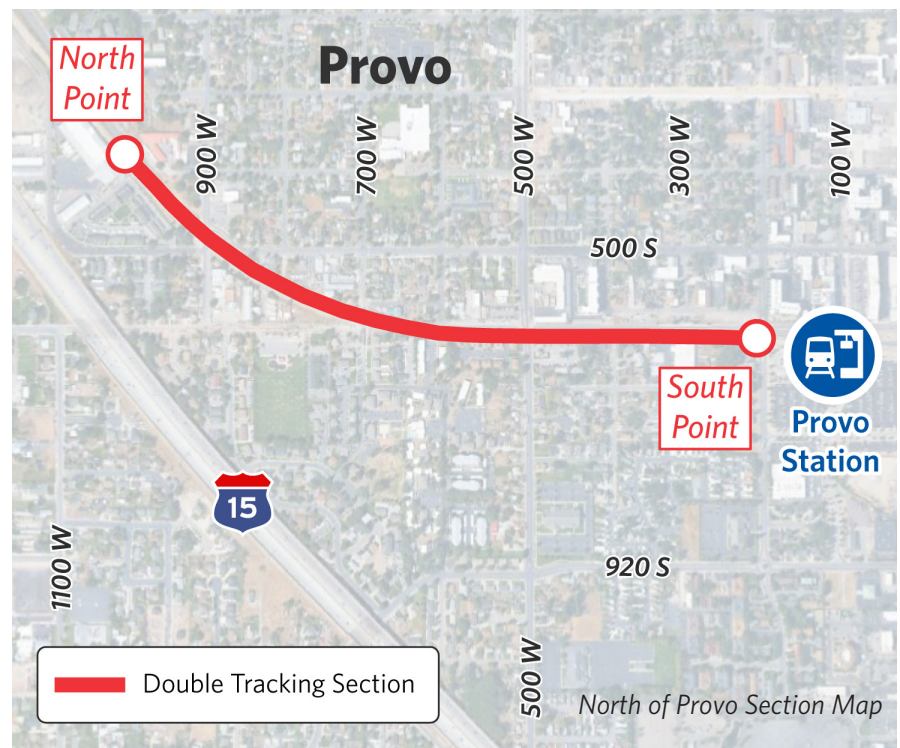 North
Point
Provo
900 W
700 W
500 W
300 W
100 W
500 S
South
Point
Provo
Station
15
1100 W
920 S
500 W
Double Tracking Section
North of Provo Section Map